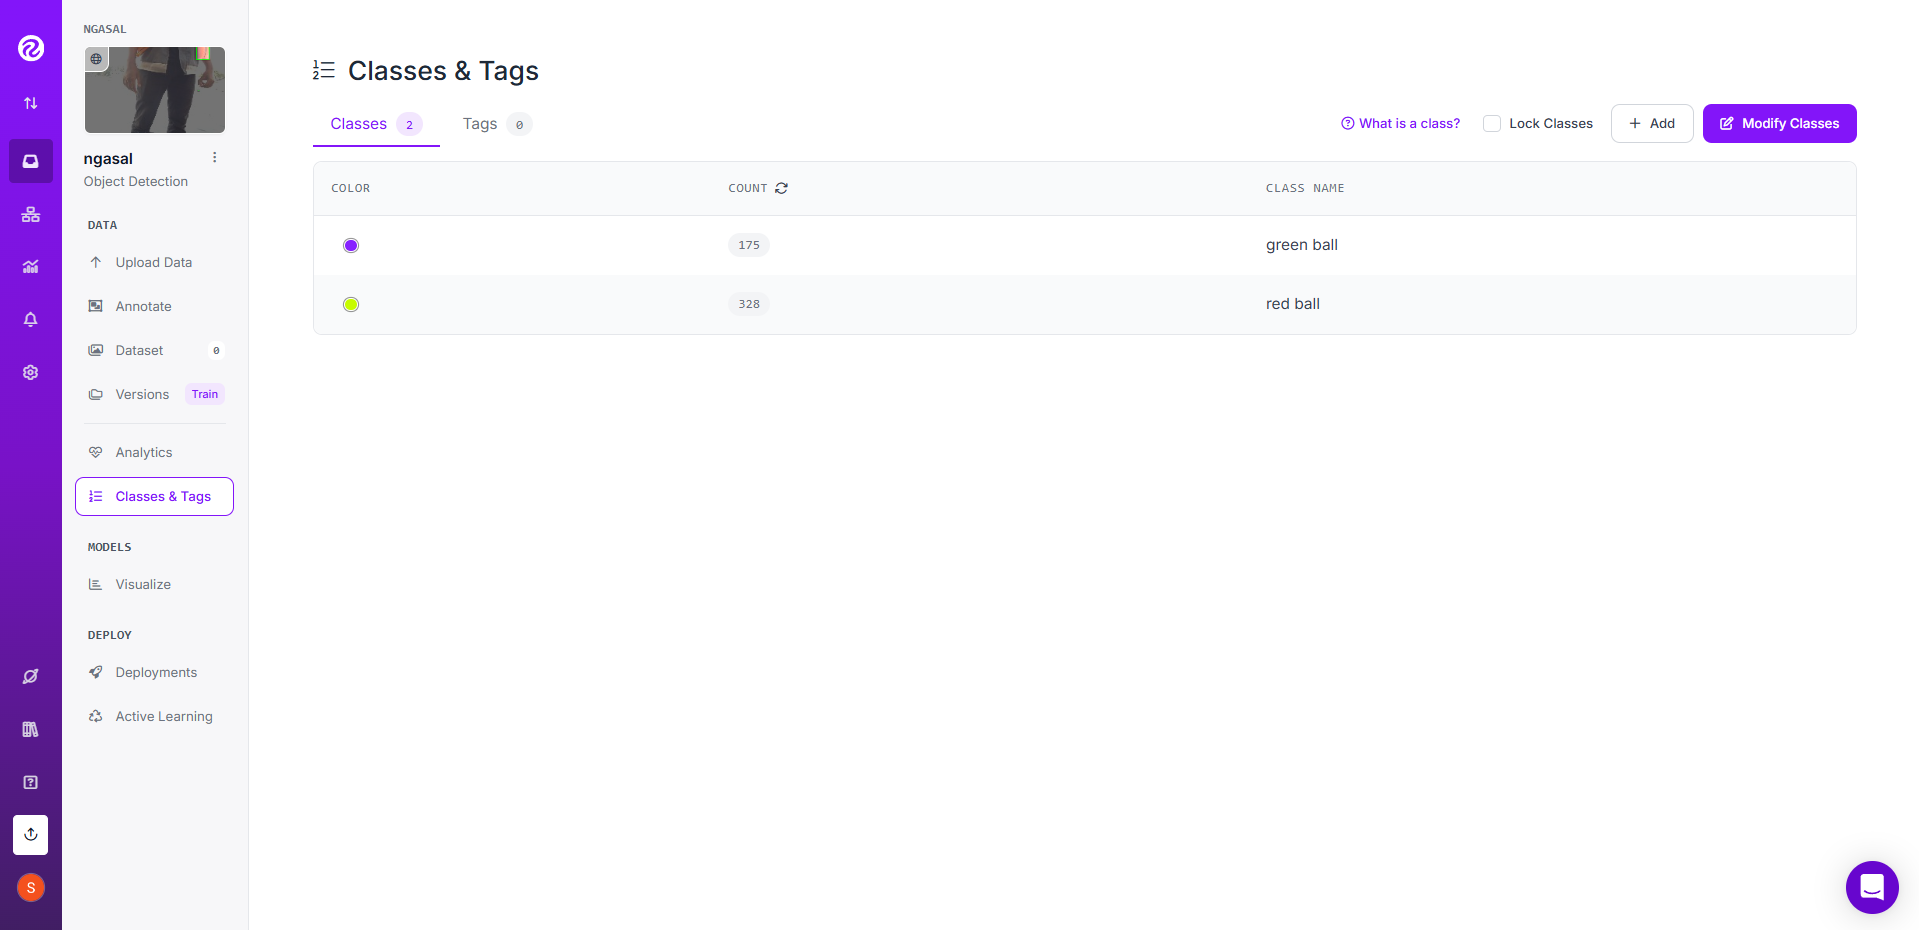 NGASAL
ngasal
Object Detection
DATA
Upload Data
Annotate
Dataset 0
Versions Train
Analytics
Classes & Tags
MODELS
Visualize
DEPLOY
Deployments
Active Learning
S
Classes & Tags
Classes 2 Tags 0
What is a class? Lock Classes Add Modify Classes
COLOR COUNT CLASS NAME
175 green ball
328 red ball